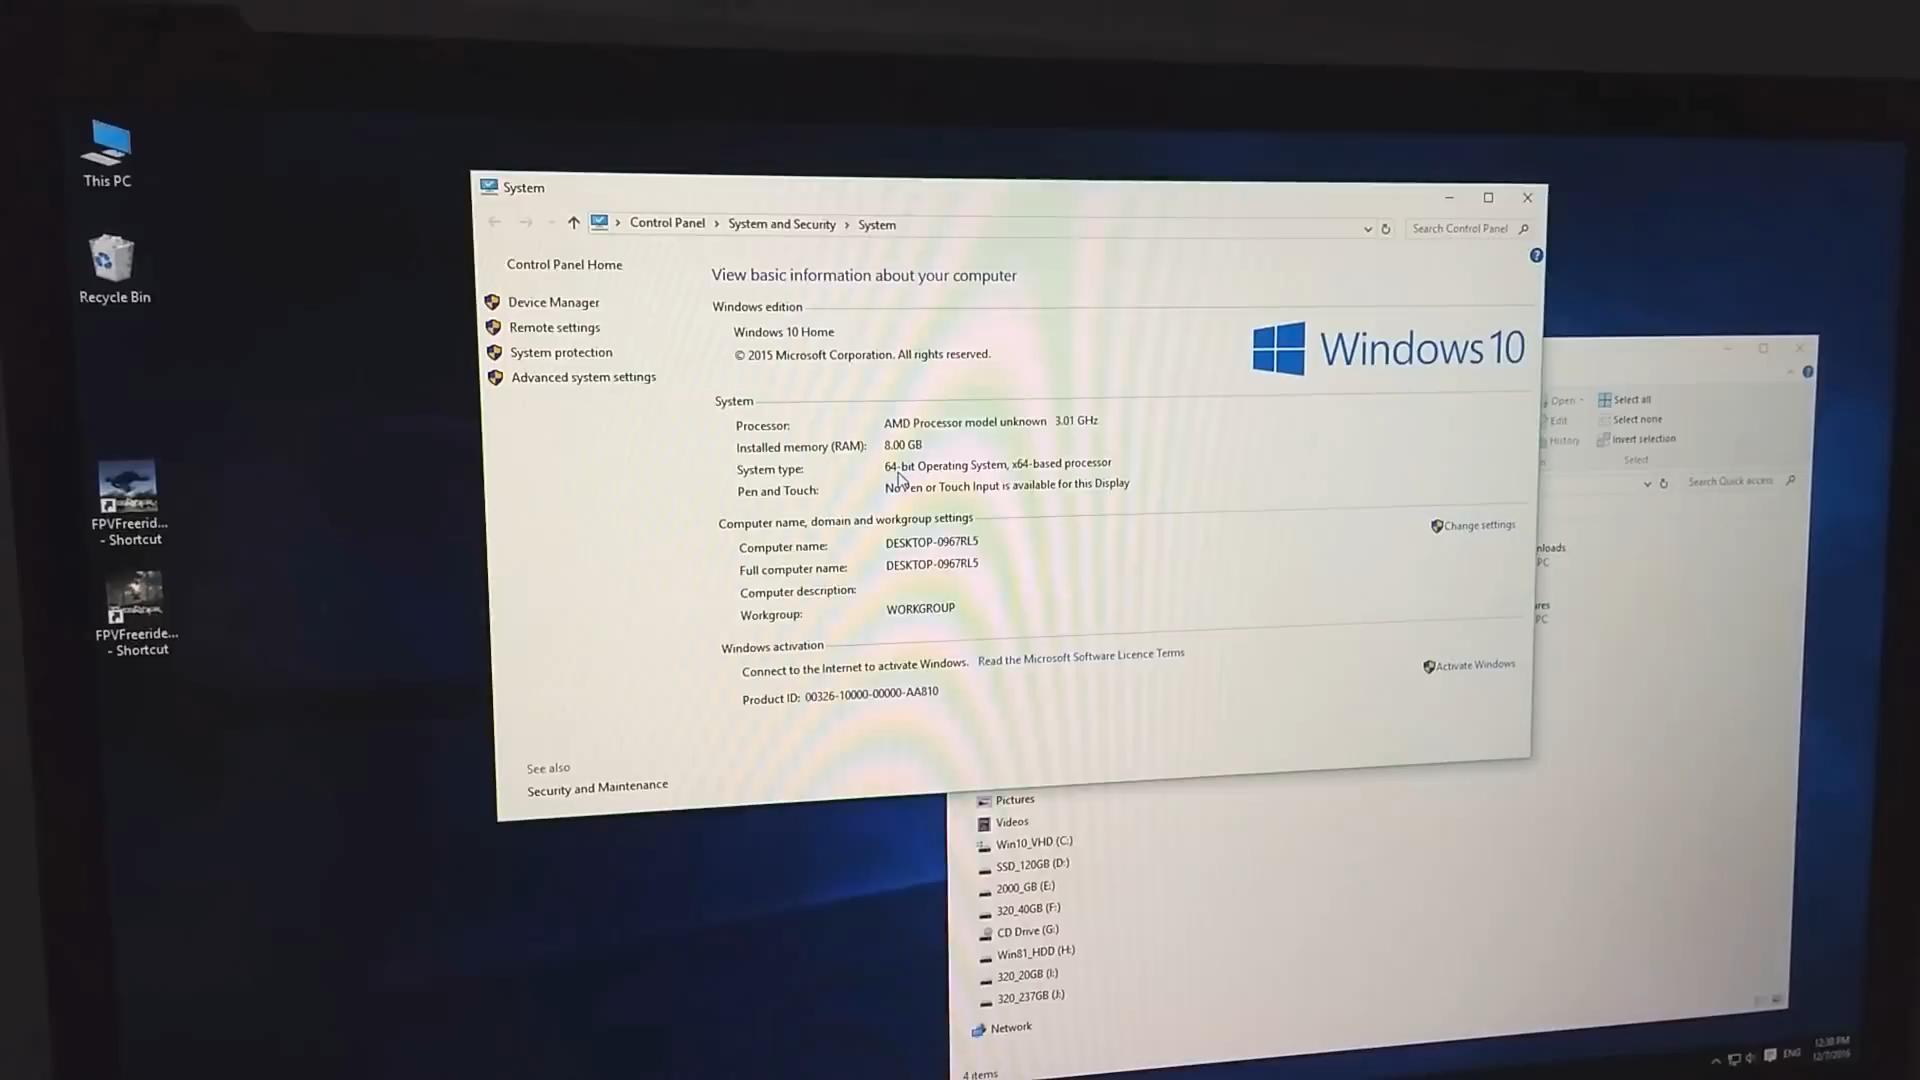 This PC
Recycle Bin
FPVFreerid...
- Shortcut
FPVFreeride...
- Shortcut
System
Control Panel › System and Security › System
Search Control Panel
Control Panel Home
Device Manager
Remote settings
System protection
Advanced system settings
See also
Security and Maintenance
View basic information about your computer
Windows edition
Windows 10 Home
© 2015 Microsoft Corporation. All rights reserved.
Windows 10
System
Processor: AMD Processor model unknown 3.01 GHz
Installed memory (RAM): 8.00 GB
System type: 64-bit Operating System, x64-based processor
Pen and Touch: No Pen or Touch Input is available for this Display
Computer name, domain and workgroup settings
Computer name: DESKTOP-0967RL5
Change settings
Full computer name: DESKTOP-0967RL5
Computer description:
Workgroup: WORKGROUP
Windows activation
Connect to the Internet to activate Windows. Read the Microsoft Software Licence Terms
Product ID: 00326-10000-00000-AA810
Activate Windows
Open
Edit
History
Select all
Select none
Invert selection
Select
Search Quick access
nloads
PC
ures
PC
Pictures
Videos
Win10_VHD (C:)
SSD_120GB (D:)
2000_GB (E:)
320_40GB (F:)
CD Drive (G:)
Win81_HDD (H:)
320_20GB (I:)
320_237GB (J:)
Network
4 items
ENG
12:38 PM
12/7/2016